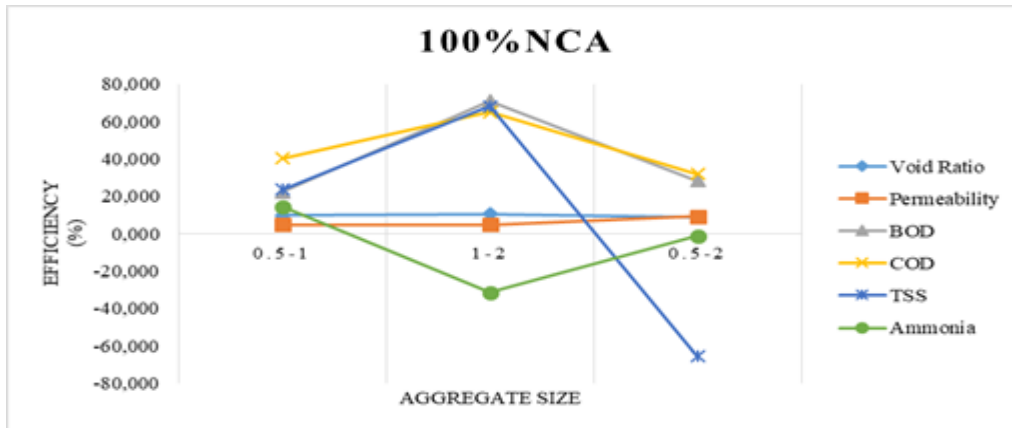 100%NCA
80,000
60,000
40,000
20,000
0,000
-20,000
-40,000
-60,000
-80,000
EFFICIENCY
(%)
0.5-1
1-2
0.5-2
AGGREGATE SIZE
Void Ratio
Permeability
BOD
COD
TSS
Ammonia